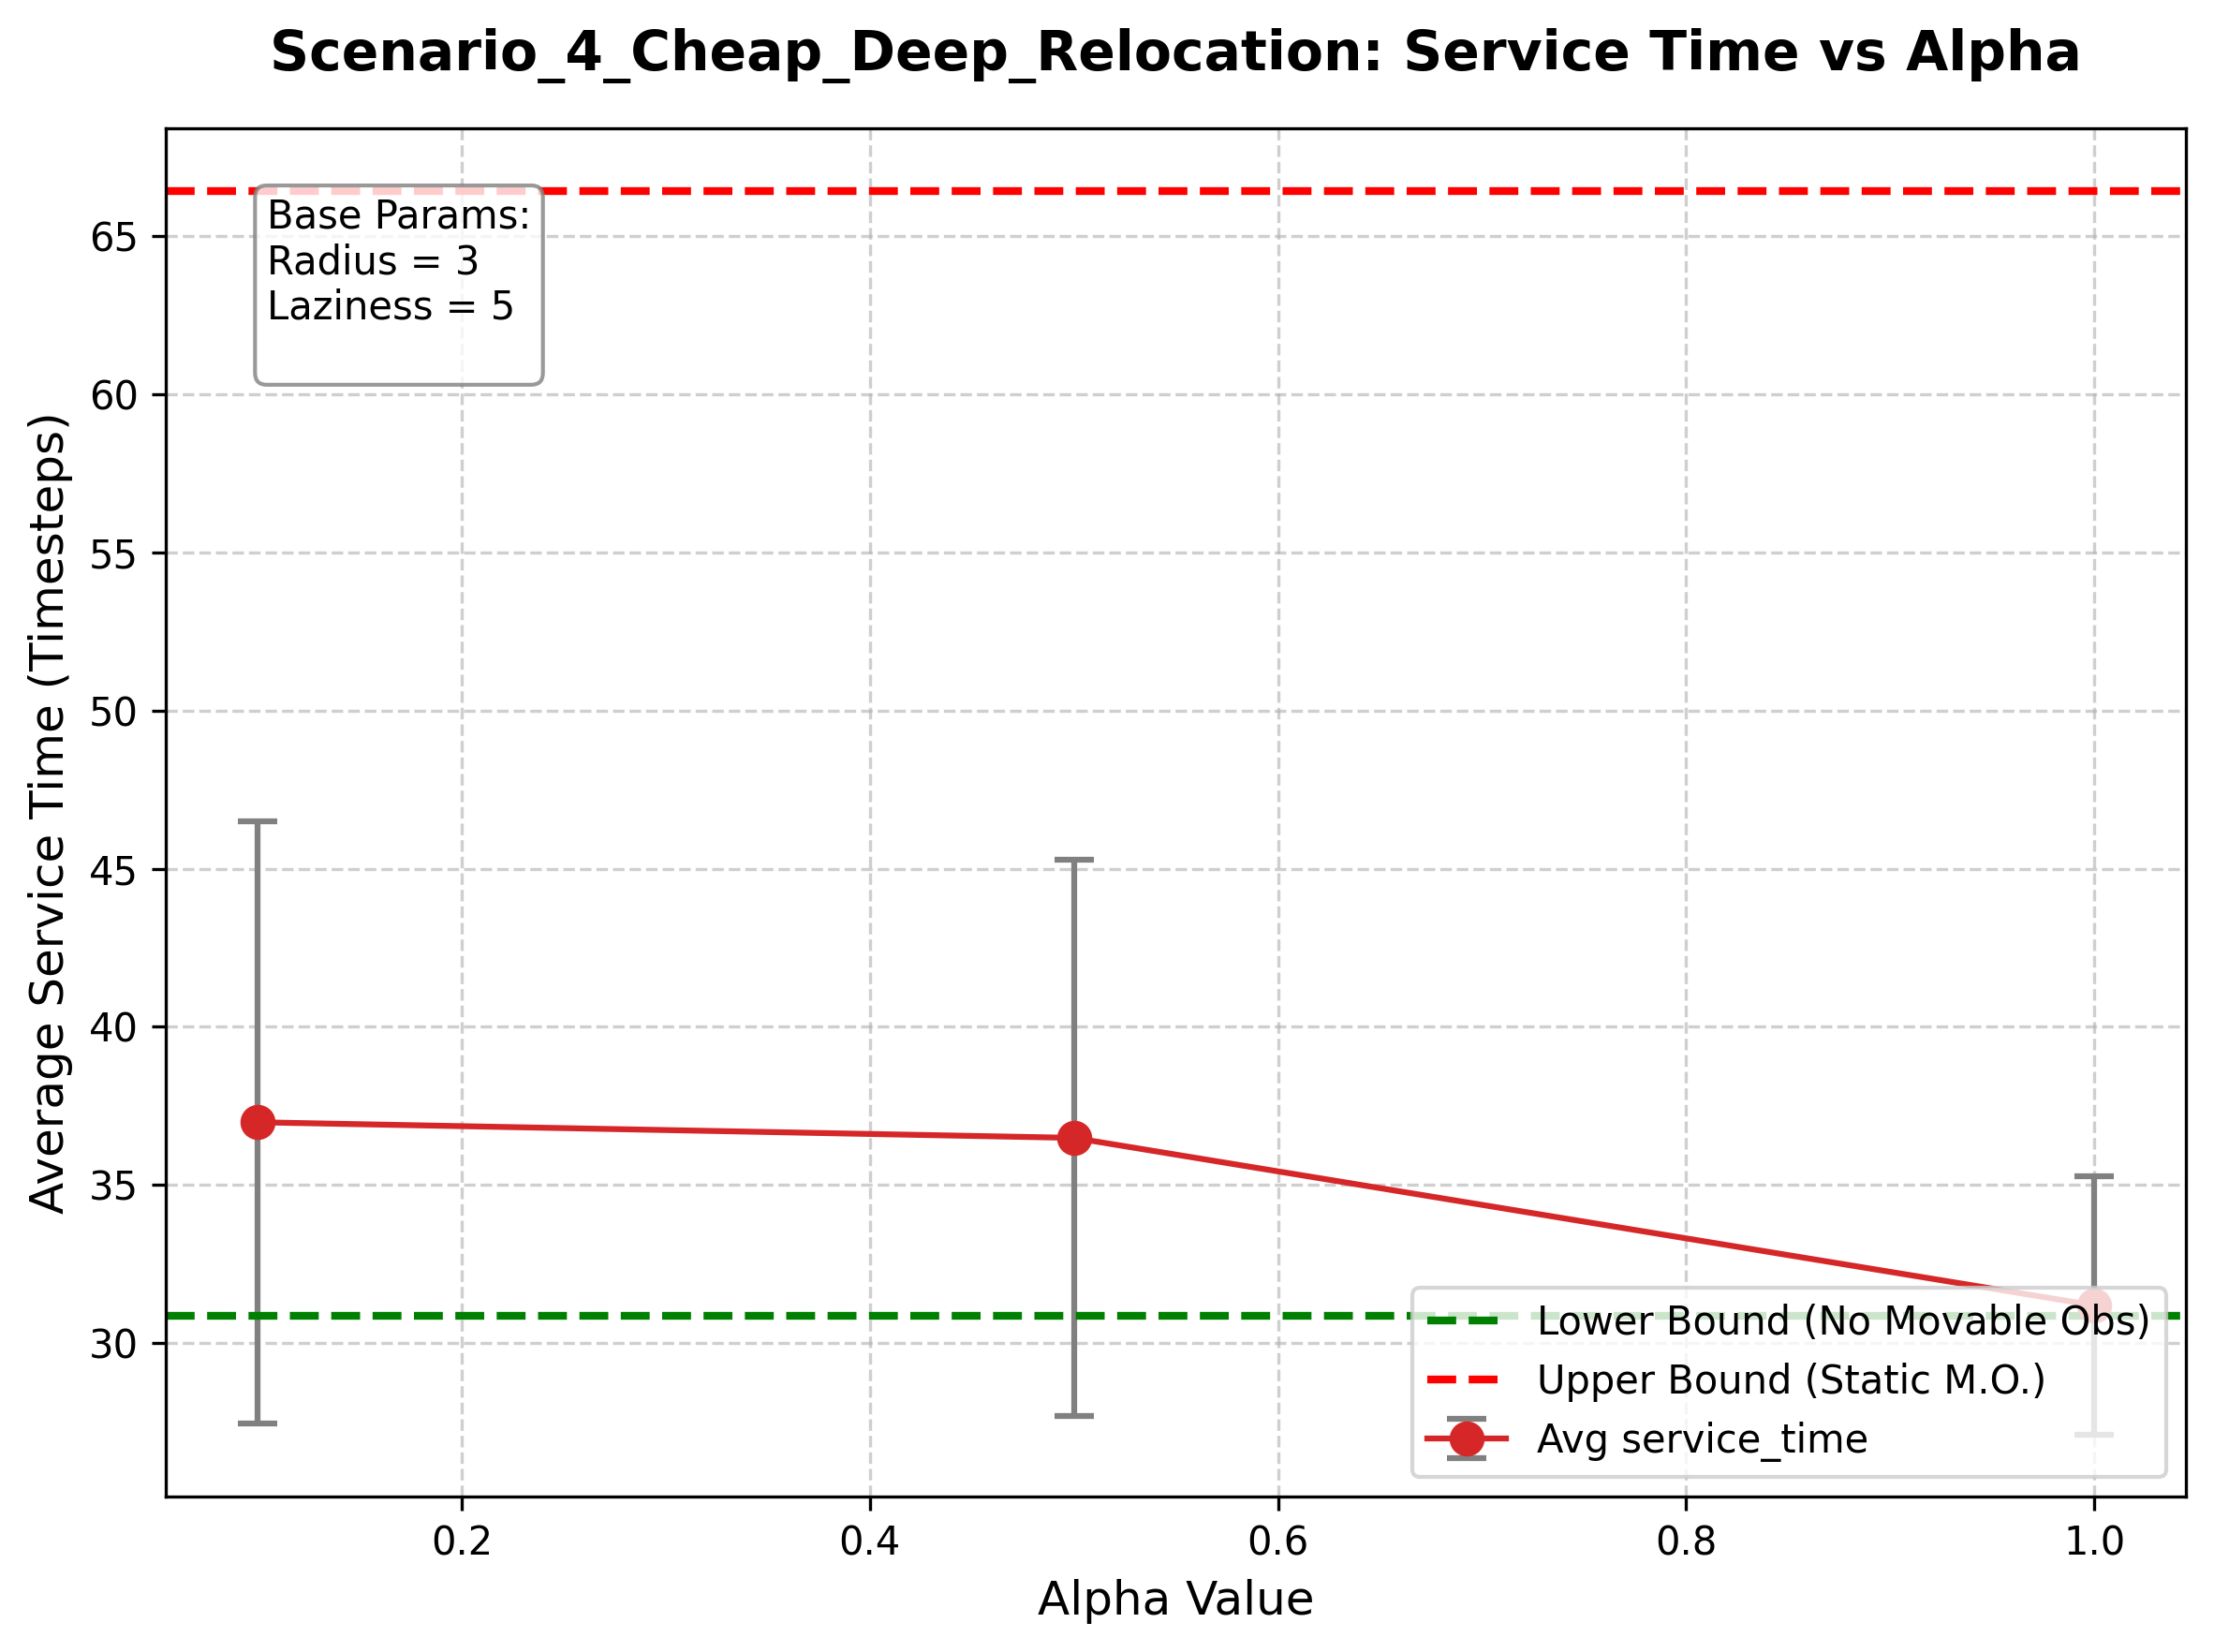 Scenario_4_Cheap_Deep_Relocation: Service Time vs Alpha
Average Service Time (Timesteps)
65
60
55
50
45
40
35
30
Base Params:
Radius = 3
Laziness = 5
Lower Bound (No Movable Obs)
Upper Bound (Static M.O.)
Avg service_time
0.2
0.4
0.6
0.8
1.0
Alpha Value